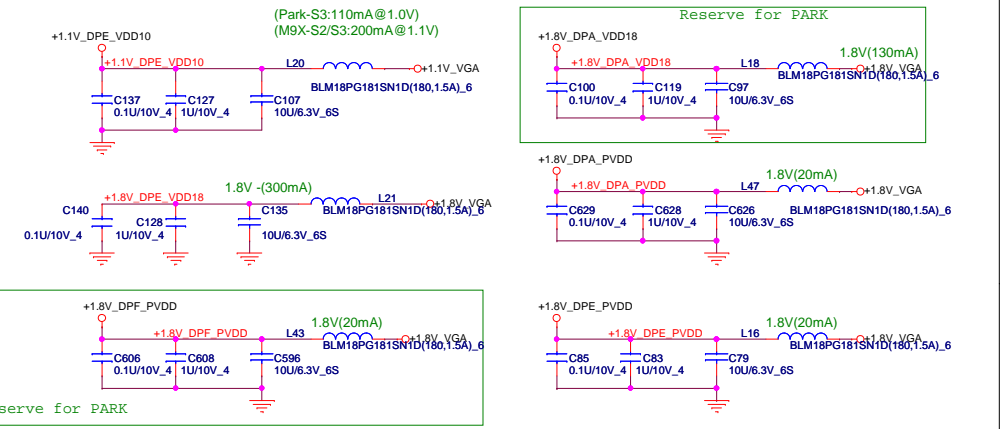 (Park-S3:110mA@1.0V)
(M9X-S2/S3:200mA@1.1V)
+1.1V_DPE_VDD10
+1.1V_DPE_VDD10
L20
+1.1V_VGA
BLM18PG181SN1D(180,1.5A)_6
C137
0.1U/10V_4
C127
1U/10V_4
C107
10U/6.3V_6S
Reserve for PARK
+1.8V_DPA_VDD18
+1.8V_DPA_VDD18
L18
1.8V(130mA)
+1.8V_VGA
BLM18PG181SN1D(180,1.5A)_6
C100
0.1U/10V_4
C119
1U/10V_4
C97
10U/6.3V_6S
+1.8V_DPE_VDD18
1.8V -(300mA)
L21
+1.8V_VGA
BLM18PG181SN1D(180,1.5A)_6
C140
0.1U/10V_4
C128
1U/10V_4
C135
10U/6.3V_6S
+1.8V_DPA_PVDD
+1.8V_DPA_PVDD
L47
1.8V(20mA)
+1.8V_VGA
BLM18PG181SN1D(180,1.5A)_6
C629
0.1U/10V_4
C628
1U/10V_4
C626
10U/6.3V_6S
+1.8V_DPF_PVDD
+1.8V_DPF_PVDD
L43
1.8V(20mA)
+1.8V_VGA
BLM18PG181SN1D(180,1.5A)_6
C606
0.1U/10V_4
C608
1U/10V_4
C596
10U/6.3V_6S
serve for PARK
+1.8V_DPE_PVDD
+1.8V_DPE_PVDD
L16
1.8V(20mA)
+1.8V_VGA
BLM18PG181SN1D(180,1.5A)_6
C85
0.1U/10V_4
C83
1U/10V_4
C79
10U/6.3V_6S